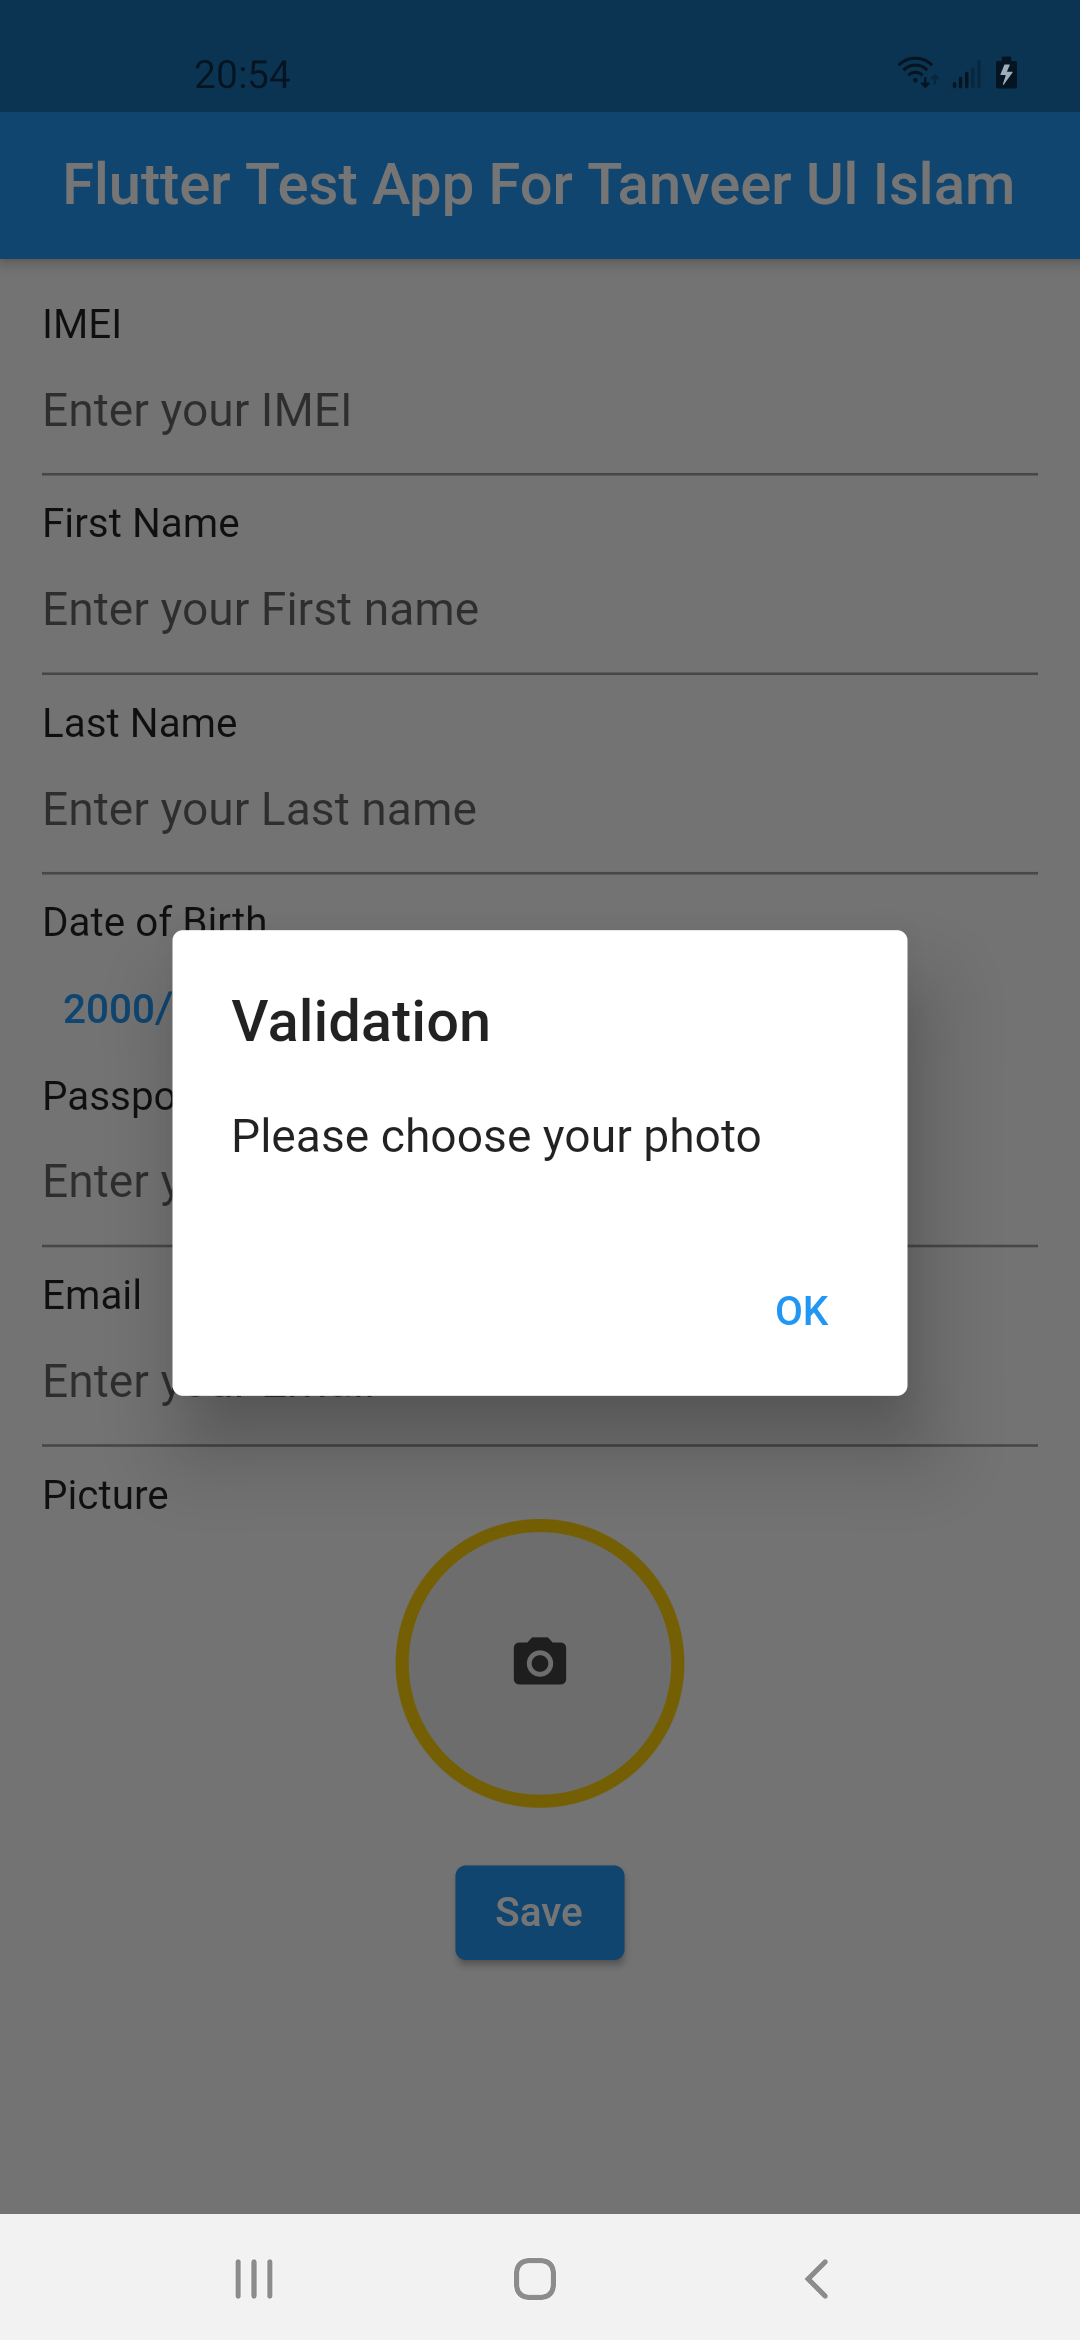 20:54
Flutter Test App For Tanveer Ul Islam
IMEI
Enter your IMEI
First Name
Enter your First name
Last Name
Enter your Last name
Date of Birth
2000/
Validation
Please choose your photo
OK
Email
Enter
Picture
Save